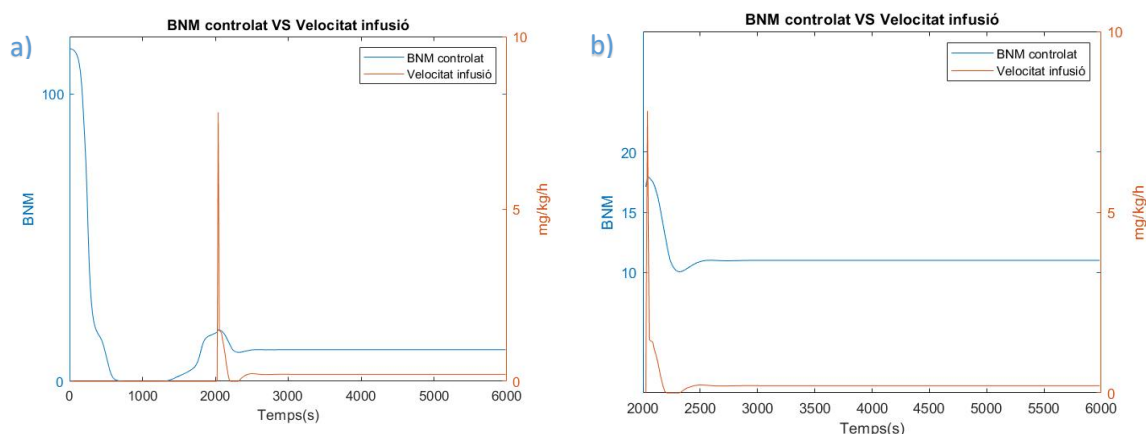 a)
BNM controlat VS Velocitat infusió
BNM controlat
Velocitat infusió
BNM
100
0
10
5
0
mg/kg/h
0 1000 2000 3000 4000 5000 6000
Temps(s)
b)
BNM controlat VS Velocitat infusió
BNM controlat
Velocitat infusió
BNM
20
15
10
10
5
0
mg/kg/h
2000 2500 3000 3500 4000 4500 5000 5500 6000
Temps(s)